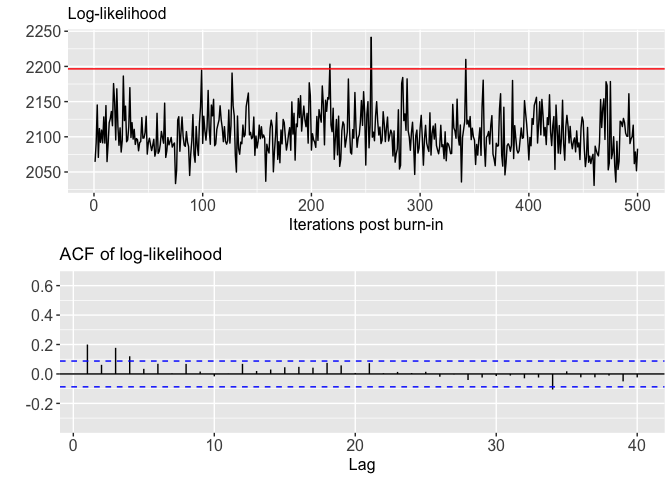 Log-likelihood
2250
2200
2150
2100
2050
0 100 200 300 400 500
Iterations post burn-in
ACF of log-likelihood
0.6
0.4
0.2
0.0
-0.2
0 10 20 30 40
Lag